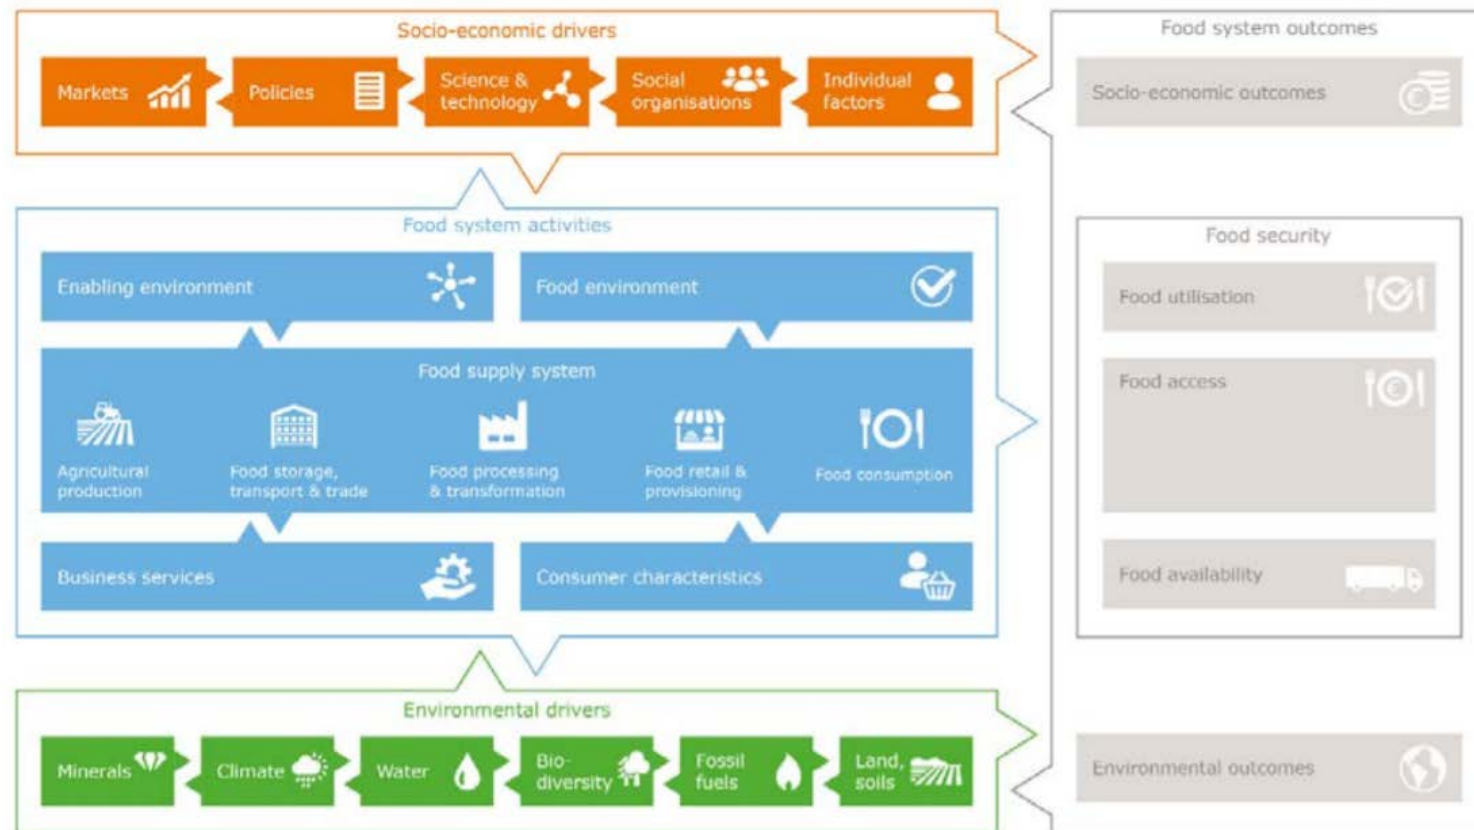 Socio-economic drivers
Markets
Policies
Science &
technology
Social
organisations
Individual
factors
Food system activities
Enabling environment
Food environment
Food supply system
Agricultural
production
Food storage,
transport & trade
Food processing
& transformation
Food retail &
provisioning
Food consumption
Business services
Consumer characteristics
Environmental drivers
Minerals
Climate
Water
Bio-
diversity
Fossil
fuels
Land,
soils
Food system outcomes
Socio-economic outcomes
Food security
Food utilisation
Food access
Food availability
Environmental outcomes